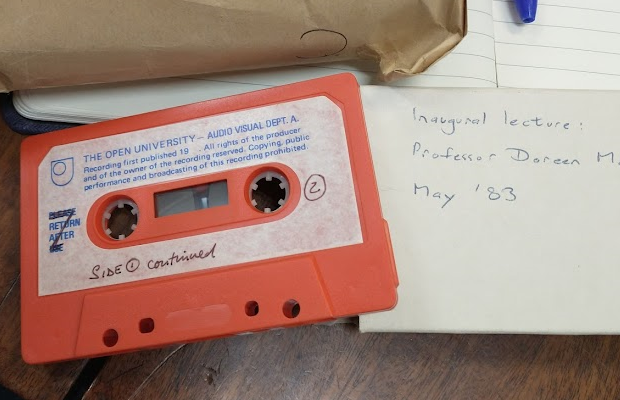 THE OPEN UNIVERSITY – AUDIO VISUAL DEPT. A.
Recording first published 19 . . All rights of the producer
and of the owner of the recording reserved. Copying, public
performance and broadcasting of this recording prohibited.
PLEASE
RETURN
AFTER
USE
2
SIDE 1 continued
Inaugural lecture:
Professor Doreen M
May '83